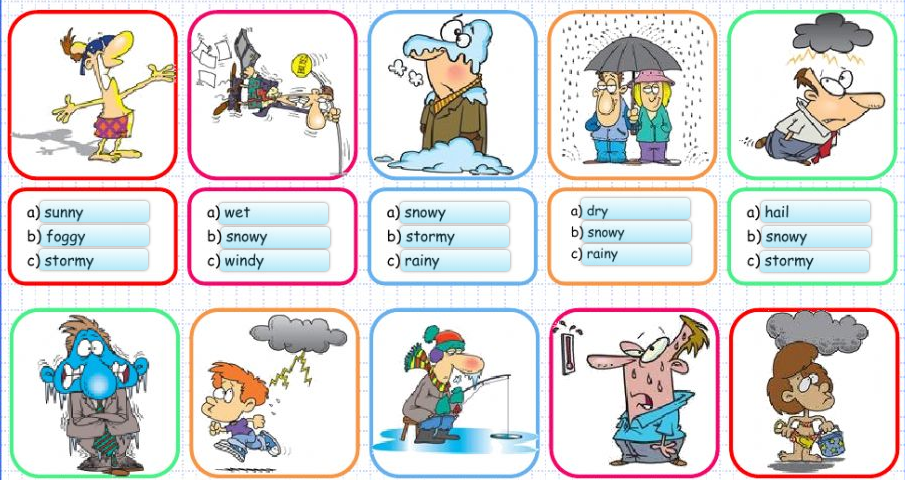 a) sunny
b) foggy
c) stormy
a) wet
b) snowy
c) windy
a) snowy
b) stormy
c) rainy
a) dry
b) snowy
c) rainy
a) hail
b) snowy
c) stormy